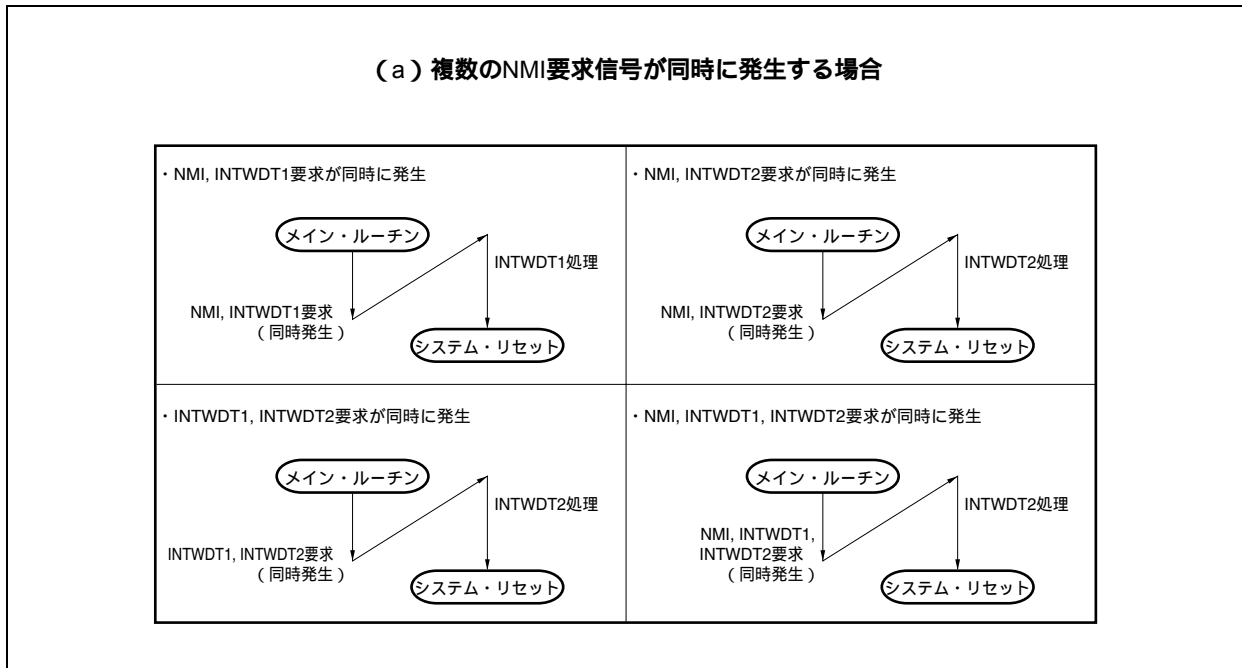 （a）複数のNMI要求信号が同時に発生する場合
・NMI, INTWDT1要求が同時に発生
メイン・ルーチン
INTWDT1処理
NMI, INTWDT1要求
（同時発生）
システム・リセット
・NMI, INTWDT2要求が同時に発生
メイン・ルーチン
INTWDT2処理
NMI, INTWDT2要求
（同時発生）
システム・リセット
・INTWDT1, INTWDT2要求が同時に発生
メイン・ルーチン
INTWDT2処理
INTWDT1, INTWDT2要求
（同時発生）
システム・リセット
・NMI, INTWDT1, INTWDT2要求が同時に発生
メイン・ルーチン
INTWDT2処理
NMI, INTWDT1,
INTWDT2要求
（同時発生）
システム・リセット